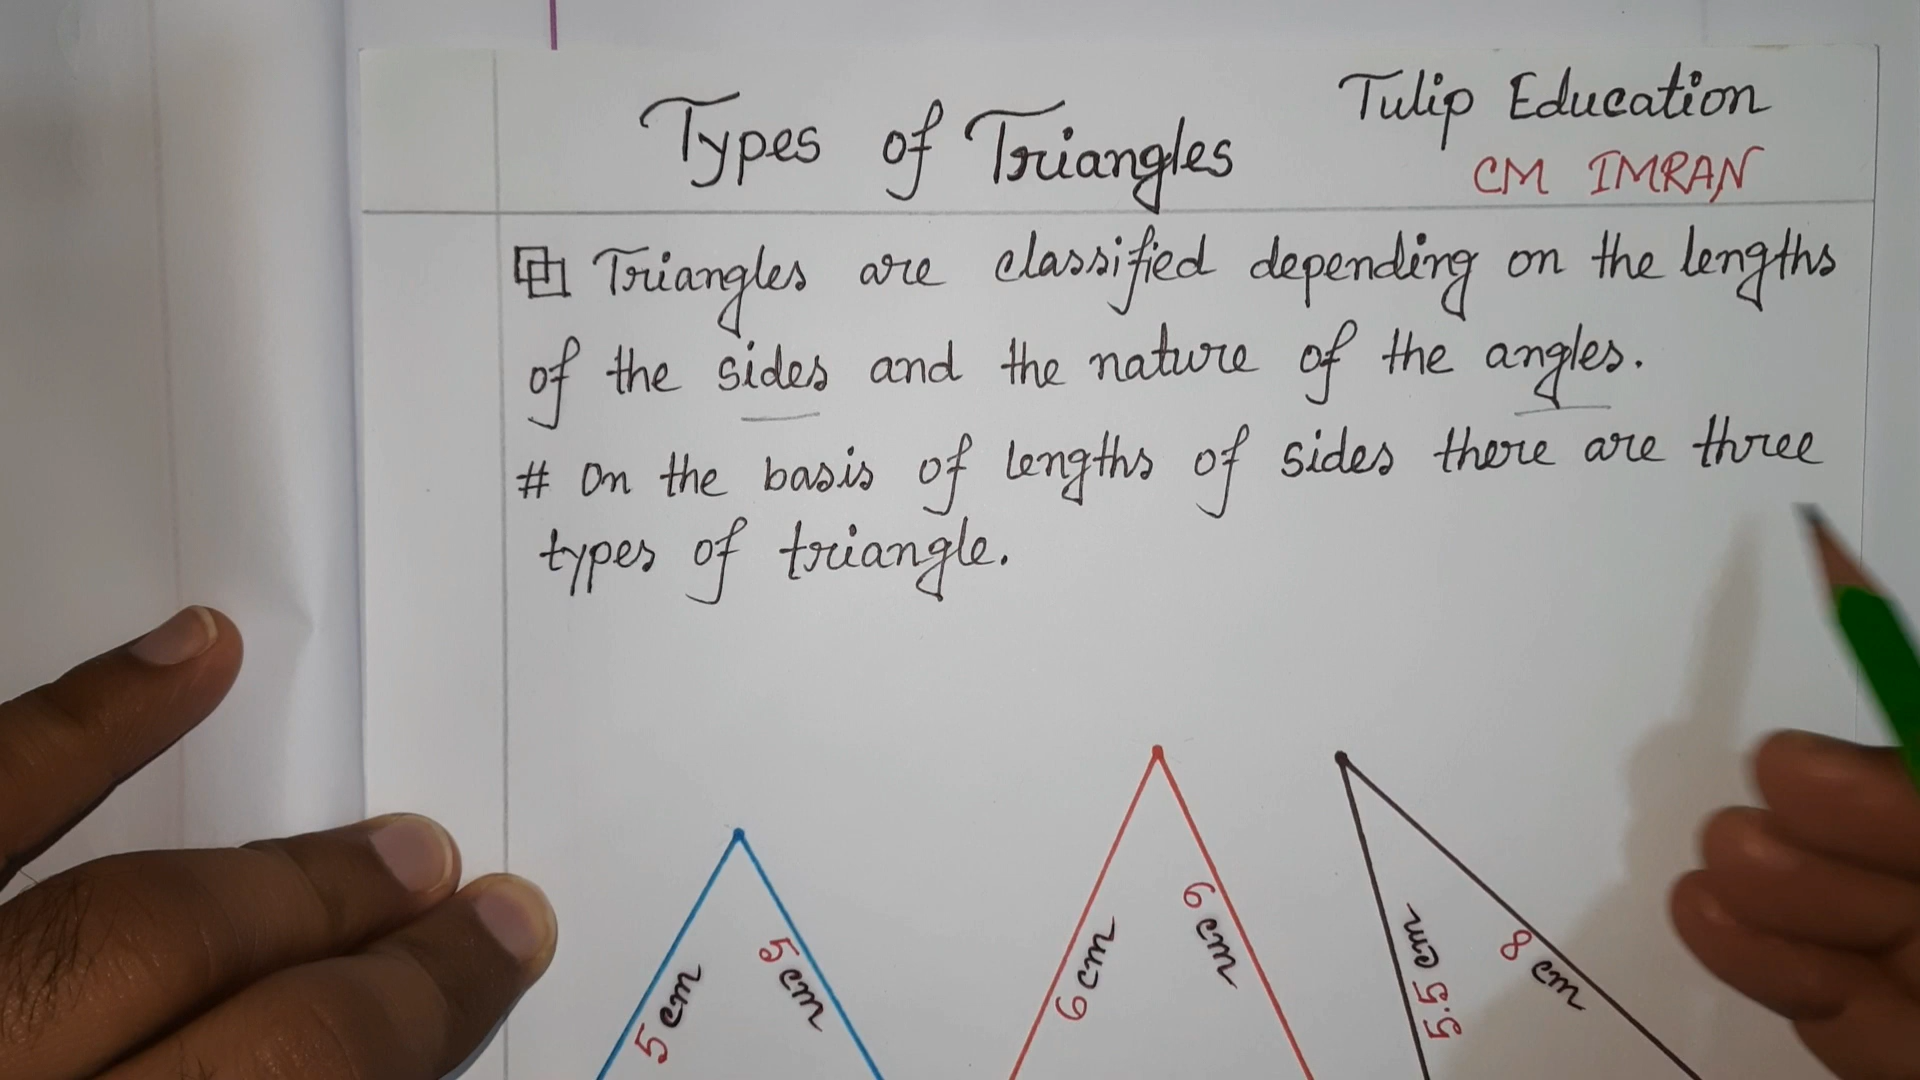 Types of Triangles
Tulip Education
CM IMRAN
Triangles are classified depending on the lengths
of the sides and the nature of the angles.
# On the basis of lengths of sides there are three
types of triangle.
5 cm
5 cm
6 cm
6 cm
5.5 cm
8 cm